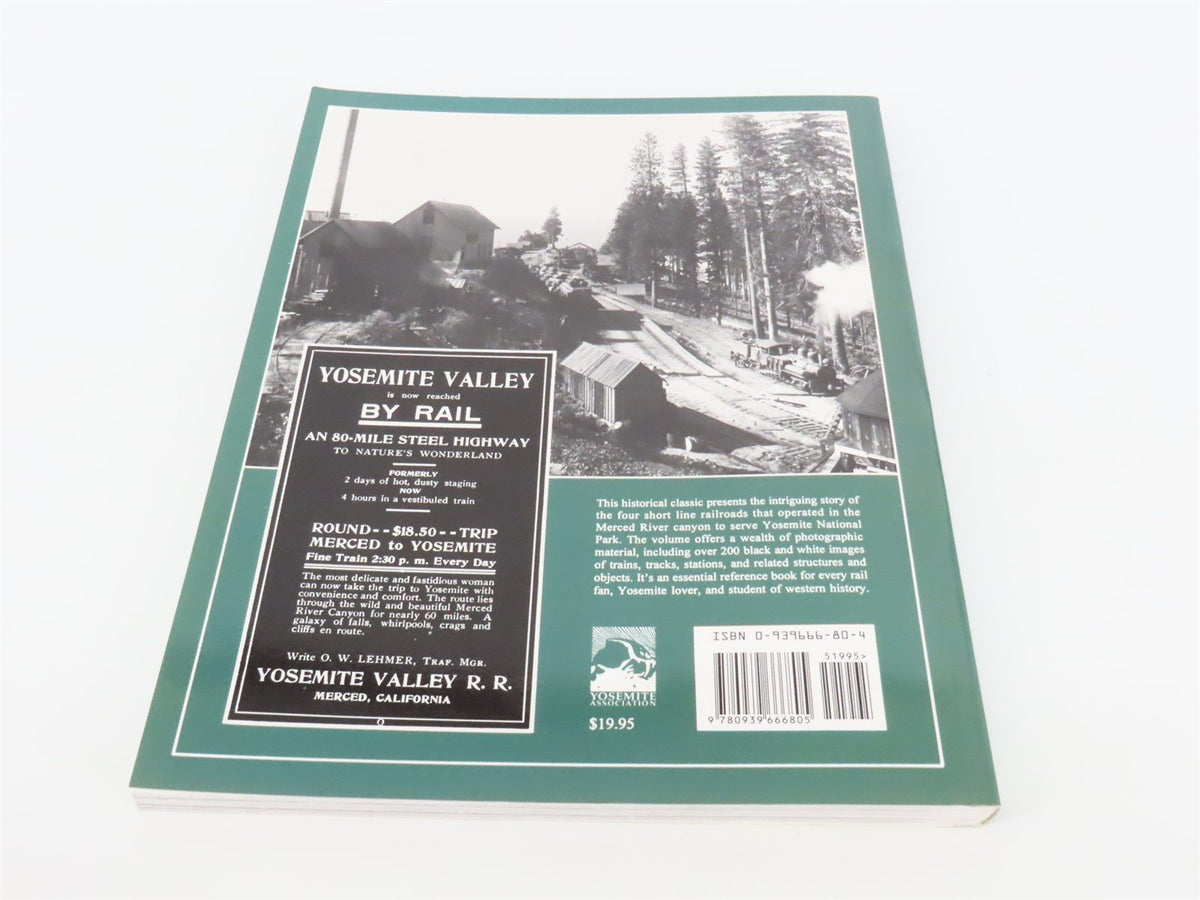 YOSEMITE VALLEY
is now reached
BY RAIL
AN 80-MILE STEEL HIGHWAY
TO NATURE'S WONDERLAND
FORMERLY
2 days of hot, dusty staging
NOW
4 hours in a vestibuled train
ROUND--$18.50--TRIP
MERCED to YOSEMITE
Fine Train 2:30 p. m. Every Day
The most delicate and fastidious woman
can now take the trip to Yosemite with
convenience and comfort. The route lies
through the wild and beautiful Merced
River Canyon for nearly 60 miles. A
galaxy of falls, whirlpools, crags and
cliffs en route.
Write O. W. LEHMER, TRAF. MGR.
YOSEMITE VALLEY R. R.
MERCED, CALIFORNIA
This historical classic presents the intriguing story of
the four short line railroads that operated in the
Merced River canyon to serve Yosemite National
Park. The volume offers a wealth of photographic
material, including over 200 black and white images
of trains, tracks, stations, and related structures and
objects. It's an essential reference book for every rail
fan, Yosemite lover, and student of western history.
YOSEMITE
ASSOCIATION
$19.95
ISBN 0-939666-80-4
51995>
9 780939 666805